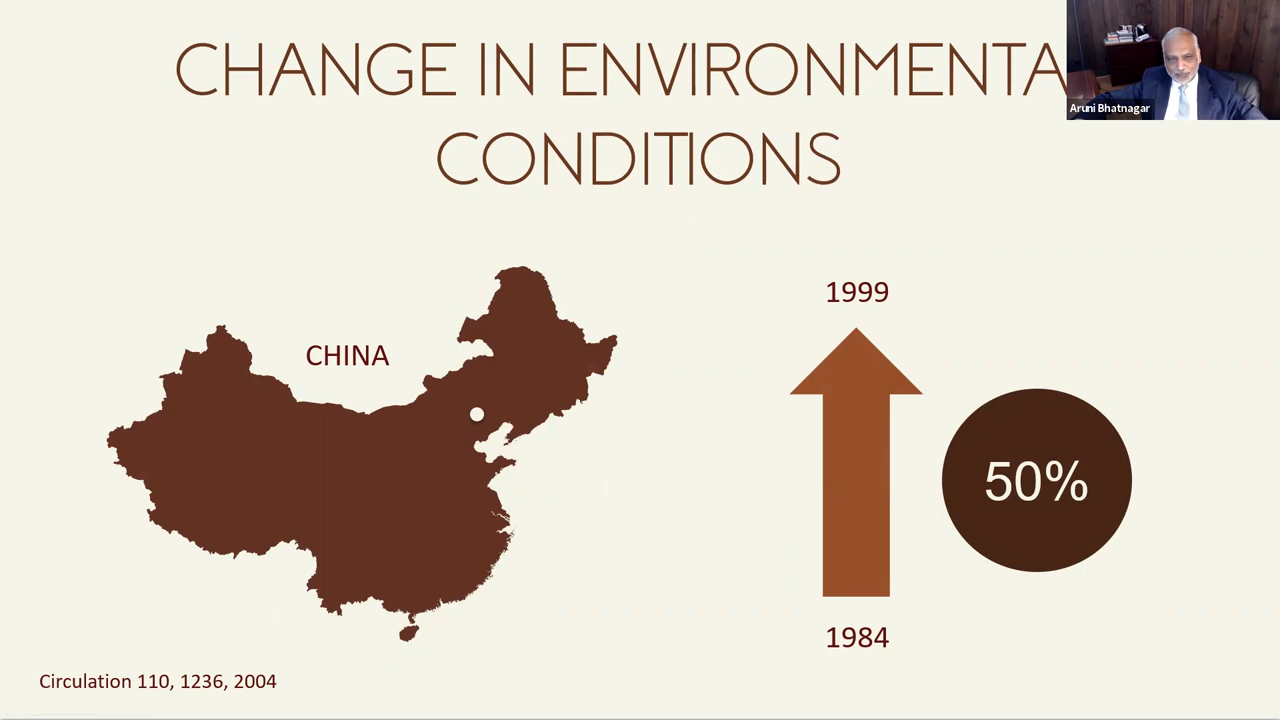 CHANGE IN ENVIRONMENTA
CONDITIONS
Aruni Bhatnagar
CHINA
1999
50%
1984
Circulation 110, 1236, 2004